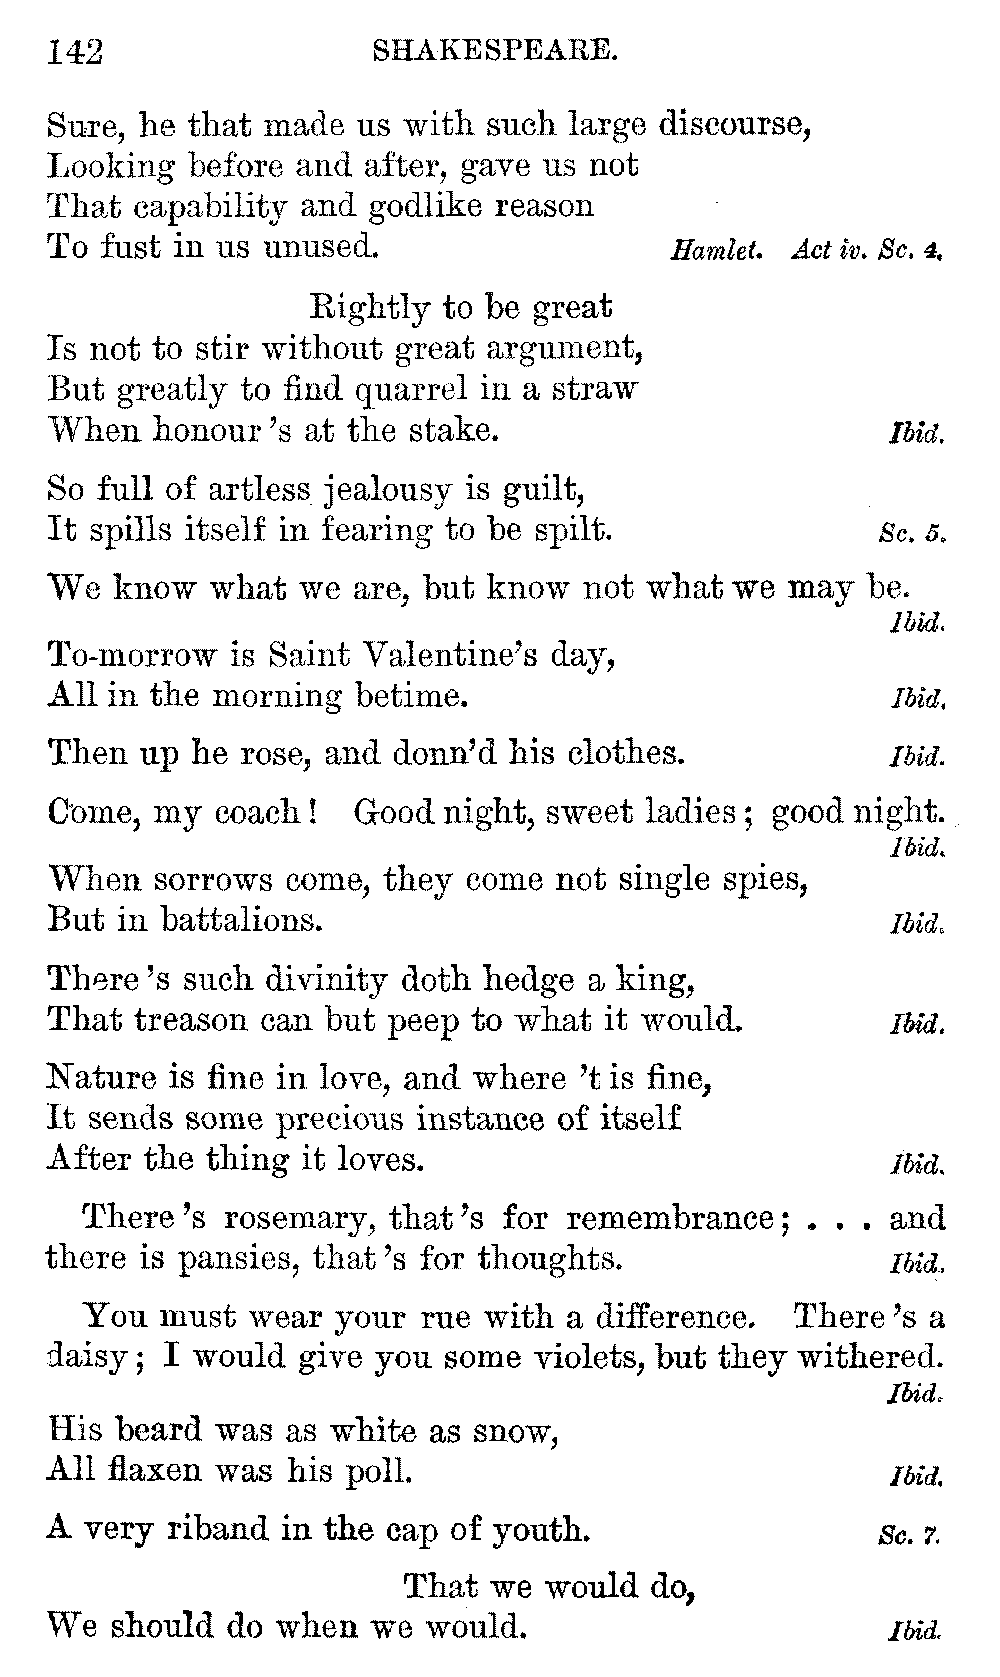 142 SHAKESPEARE.
Sure, he that made us with such large discourse,
Looking before and after, gave us not
That capability and godlike reason
To fust in us unused. Hamlet. Act iv. Sc. 4.
Rightly to be great
Is not to stir without great argument,
But greatly to find quarrel in a straw
When honour 's at the stake. Ibid.
So full of artless jealousy is guilt,
It spills itself in fearing to be spilt. Sc. 5.
We know what we are, but know not what we may be.
Ibid.
To-morrow is Saint Valentine's day,
All in the morning betime. Ibid.
Then up he rose, and donn'd his clothes. Ibid.
Come, my coach! Good night, sweet ladies; good night.
Ibid.
When sorrows come, they come not single spies,
But in battalions. Ibid.
There 's such divinity doth hedge a king,
That treason can but peep to what it would. Ibid.
Nature is fine in love, and where 't is fine,
It sends some precious instance of itself
After the thing it loves. Ibid.
There 's rosemary, that 's for remembrance; . . . and
there is pansies, that 's for thoughts. Ibid.
You must wear your rue with a difference. There 's a
daisy; I would give you some violets, but they withered.
Ibid.
His beard was as white as snow,
All flaxen was his poll. Ibid.
A very riband in the cap of youth. Sc. 7.
That we would do,
We should do when we would. Ibid.